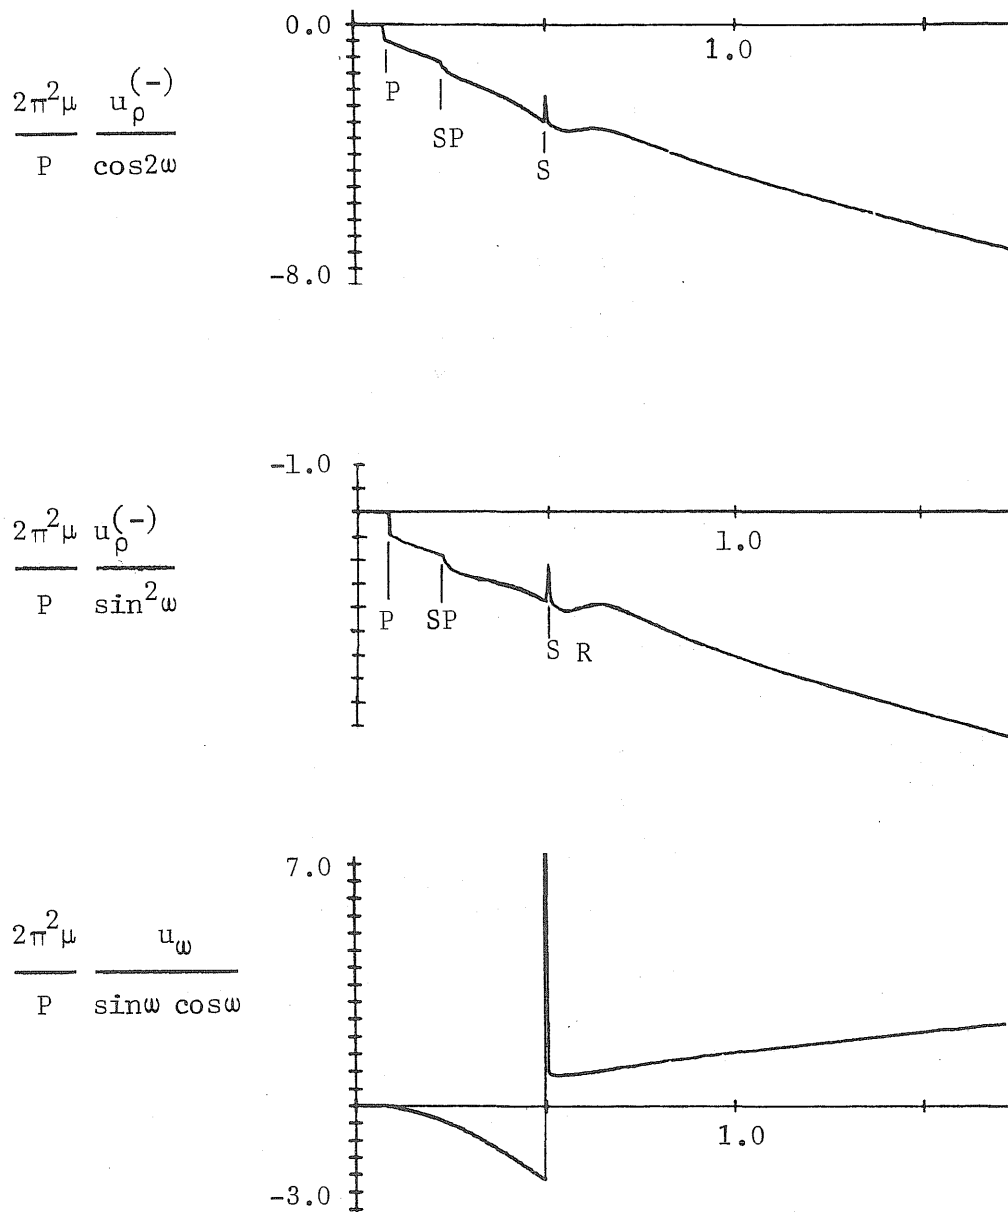 0.0
1.0
2π²μ u_ρ^(-)
P cos2ω
P
SP
S
-8.0
-1.0
2π²μ u_ρ^(-)
P sin²ω
1.0
P SP
S R
7.0
2π²μ u_ω
P sinω cosω
1.0
-3.0